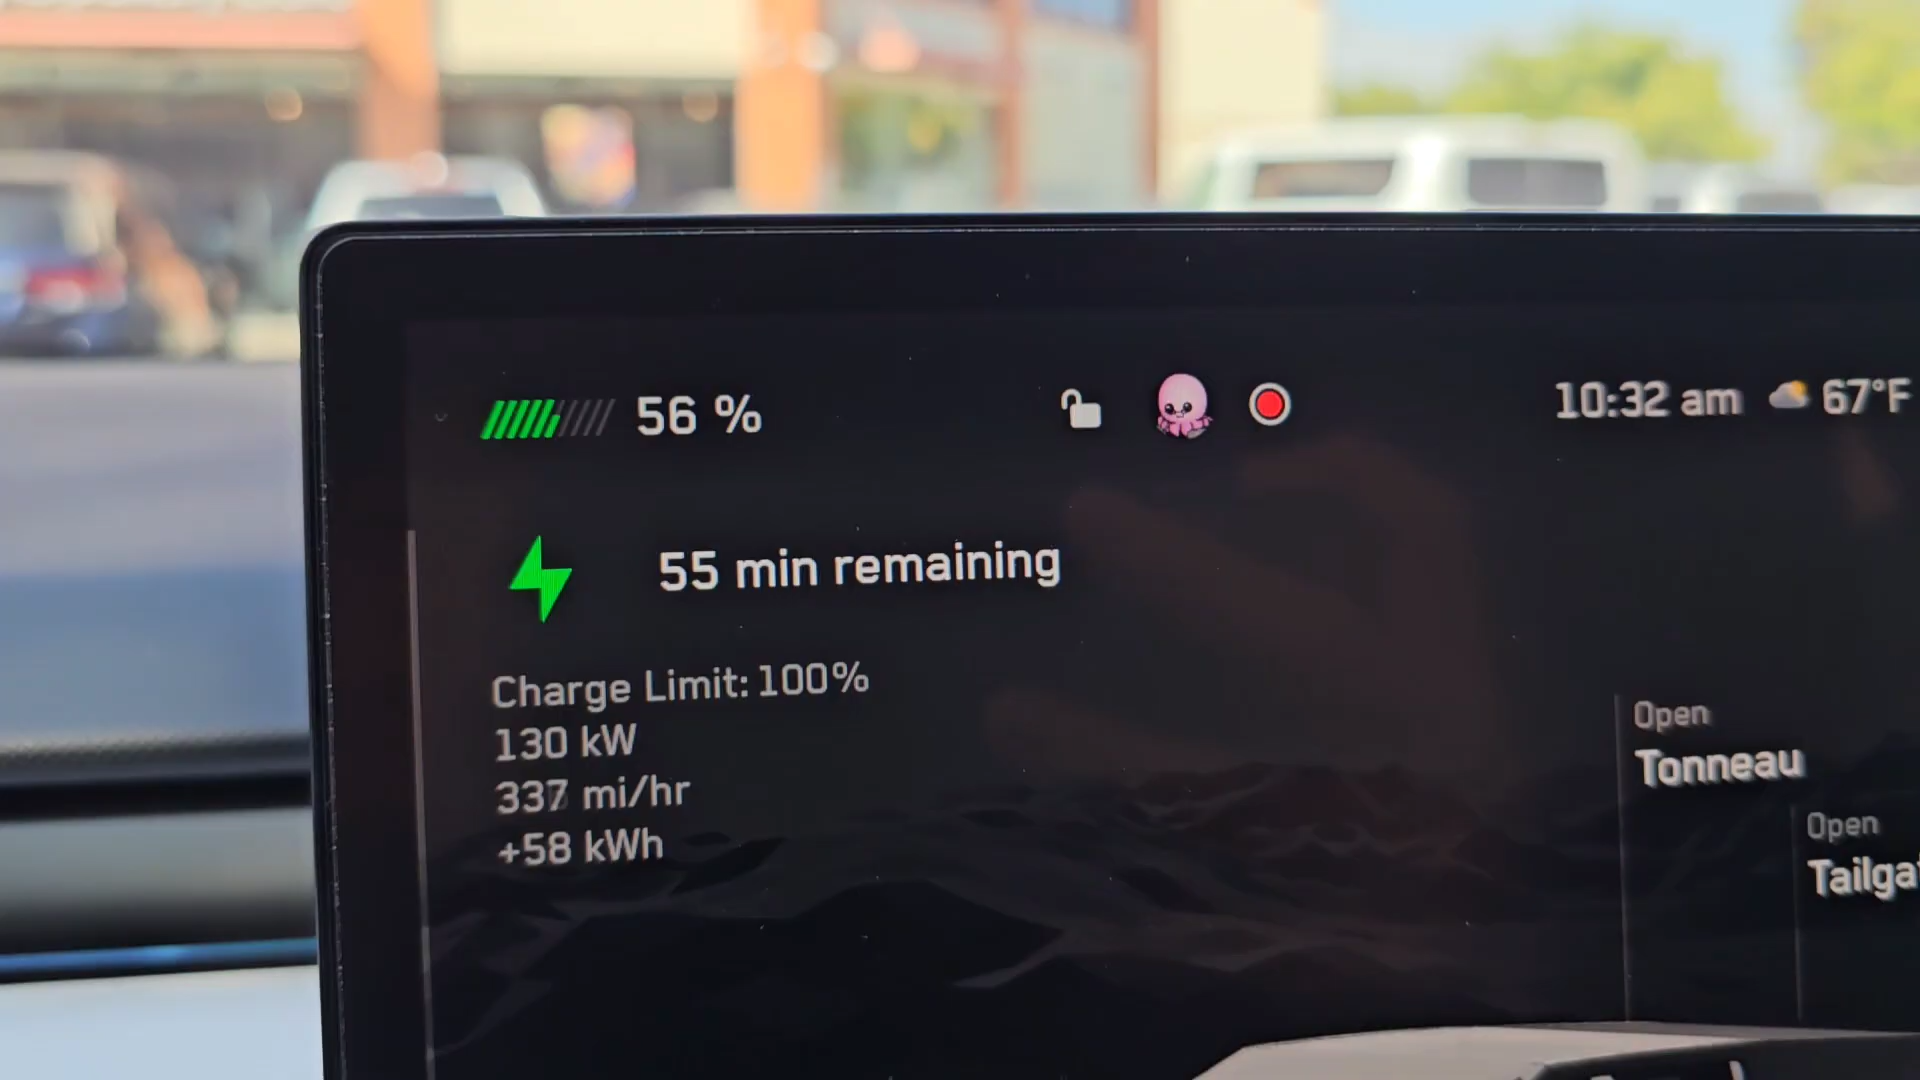 56 %
10:32 am 67°F
55 min remaining
Charge Limit: 100%
130 kW
337 mi/hr
+58 kWh
Open
Tonneau
Open
Tailgat